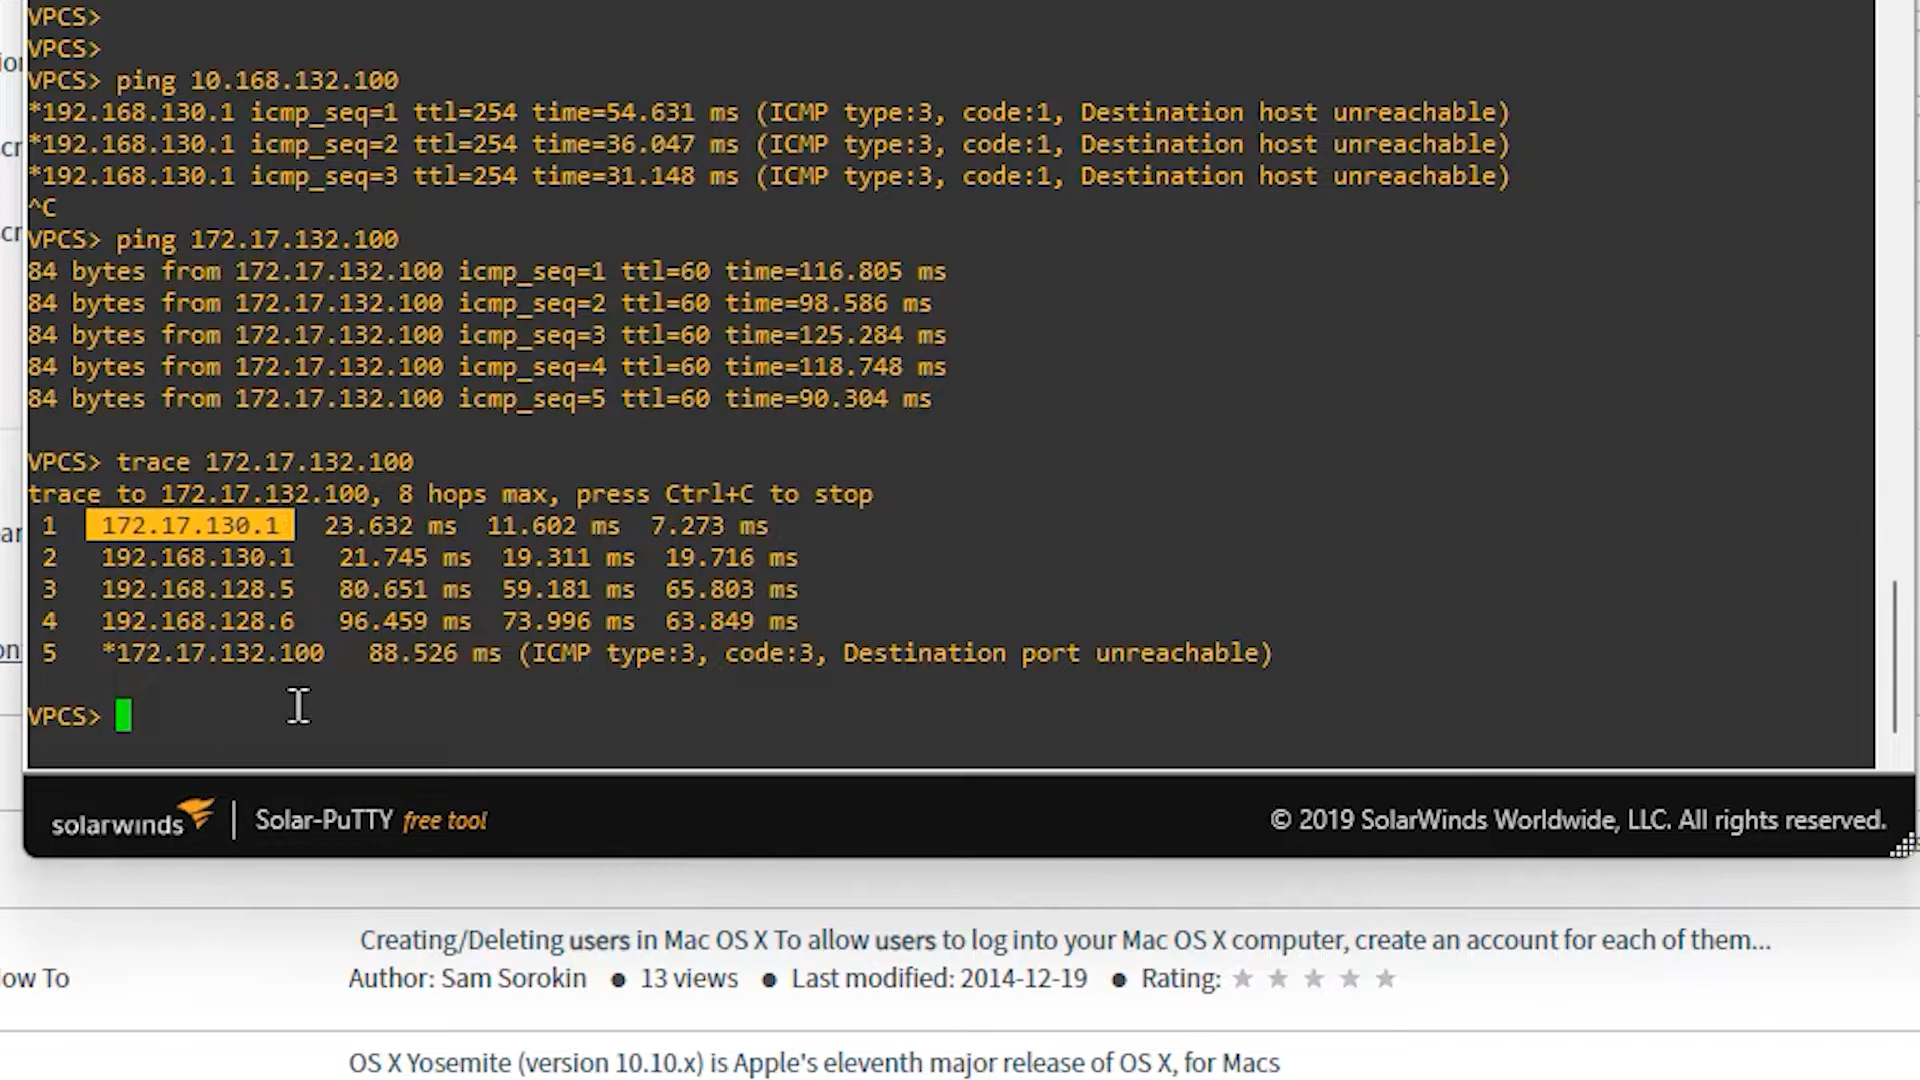 VPCS>
VPCS>
VPCS> ping 10.168.132.100
*192.168.130.1 icmp_seq=1 ttl=254 time=54.631 ms (ICMP type:3, code:1, Destination host unreachable)
*192.168.130.1 icmp_seq=2 ttl=254 time=36.047 ms (ICMP type:3, code:1, Destination host unreachable)
*192.168.130.1 icmp_seq=3 ttl=254 time=31.148 ms (ICMP type:3, code:1, Destination host unreachable)
^C
VPCS> ping 172.17.132.100
84 bytes from 172.17.132.100 icmp_seq=1 ttl=60 time=116.805 ms
84 bytes from 172.17.132.100 icmp_seq=2 ttl=60 time=98.586 ms
84 bytes from 172.17.132.100 icmp_seq=3 ttl=60 time=125.284 ms
84 bytes from 172.17.132.100 icmp_seq=4 ttl=60 time=118.748 ms
84 bytes from 172.17.132.100 icmp_seq=5 ttl=60 time=90.304 ms
VPCS> trace 172.17.132.100
trace to 172.17.132.100, 8 hops max, press Ctrl+C to stop
1 172.17.130.1 23.632 ms 11.602 ms 7.273 ms
2 192.168.130.1 21.745 ms 19.311 ms 19.716 ms
3 192.168.128.5 80.651 ms 59.181 ms 65.803 ms
4 192.168.128.6 96.459 ms 73.996 ms 63.849 ms
5 *172.17.132.100 88.526 ms (ICMP type:3, code:3, Destination port unreachable)
VPCS>
solarwinds | Solar-PuTTY free tool © 2019 SolarWinds Worldwide, LLC. All rights reserved.
Creating/Deleting users in Mac OS X To allow users to log into your Mac OS X computer, create an account for each of them...
ow To Author: Sam Sorokin ● 13 views ● Last modified: 2014-12-19 ● Rating: ★ ★ ★ ★ ★
OS X Yosemite (version 10.10.x) is Apple's eleventh major release of OS X, for Macs